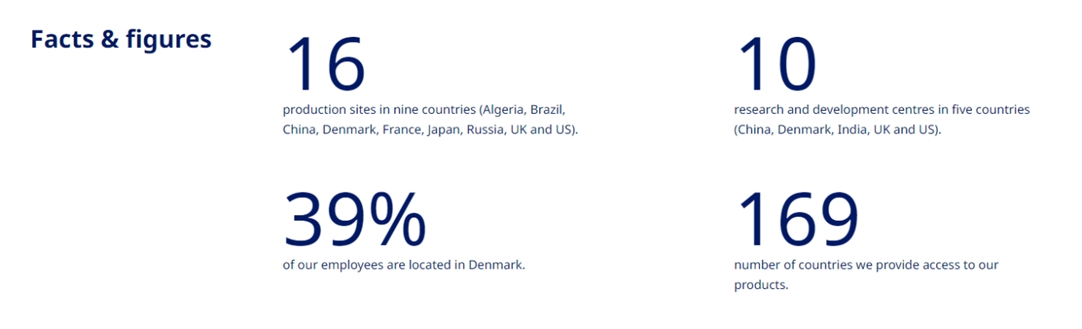 Facts & figures
16
production sites in nine countries (Algeria, Brazil,
China, Denmark, France, Japan, Russia, UK and US).
10
research and development centres in five countries
(China, Denmark, India, UK and US).
39%
of our employees are located in Denmark.
169
number of countries we provide access to our
products.